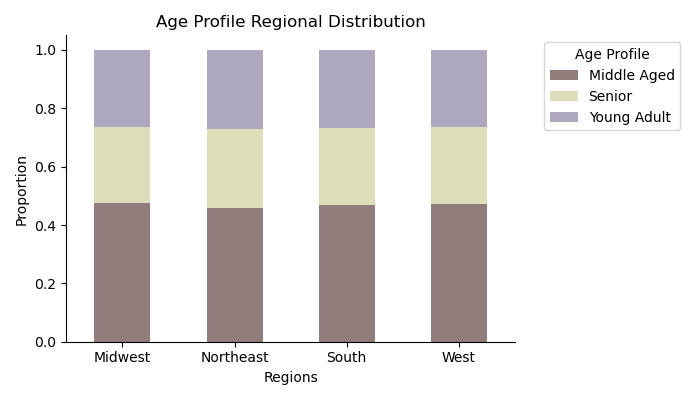 Age Profile Regional Distribution
Age Profile
Middle Aged
Senior
Young Adult
Proportion
1.0
0.8
0.6
0.4
0.2
0.0
Midwest
Northeast
South
West
Regions